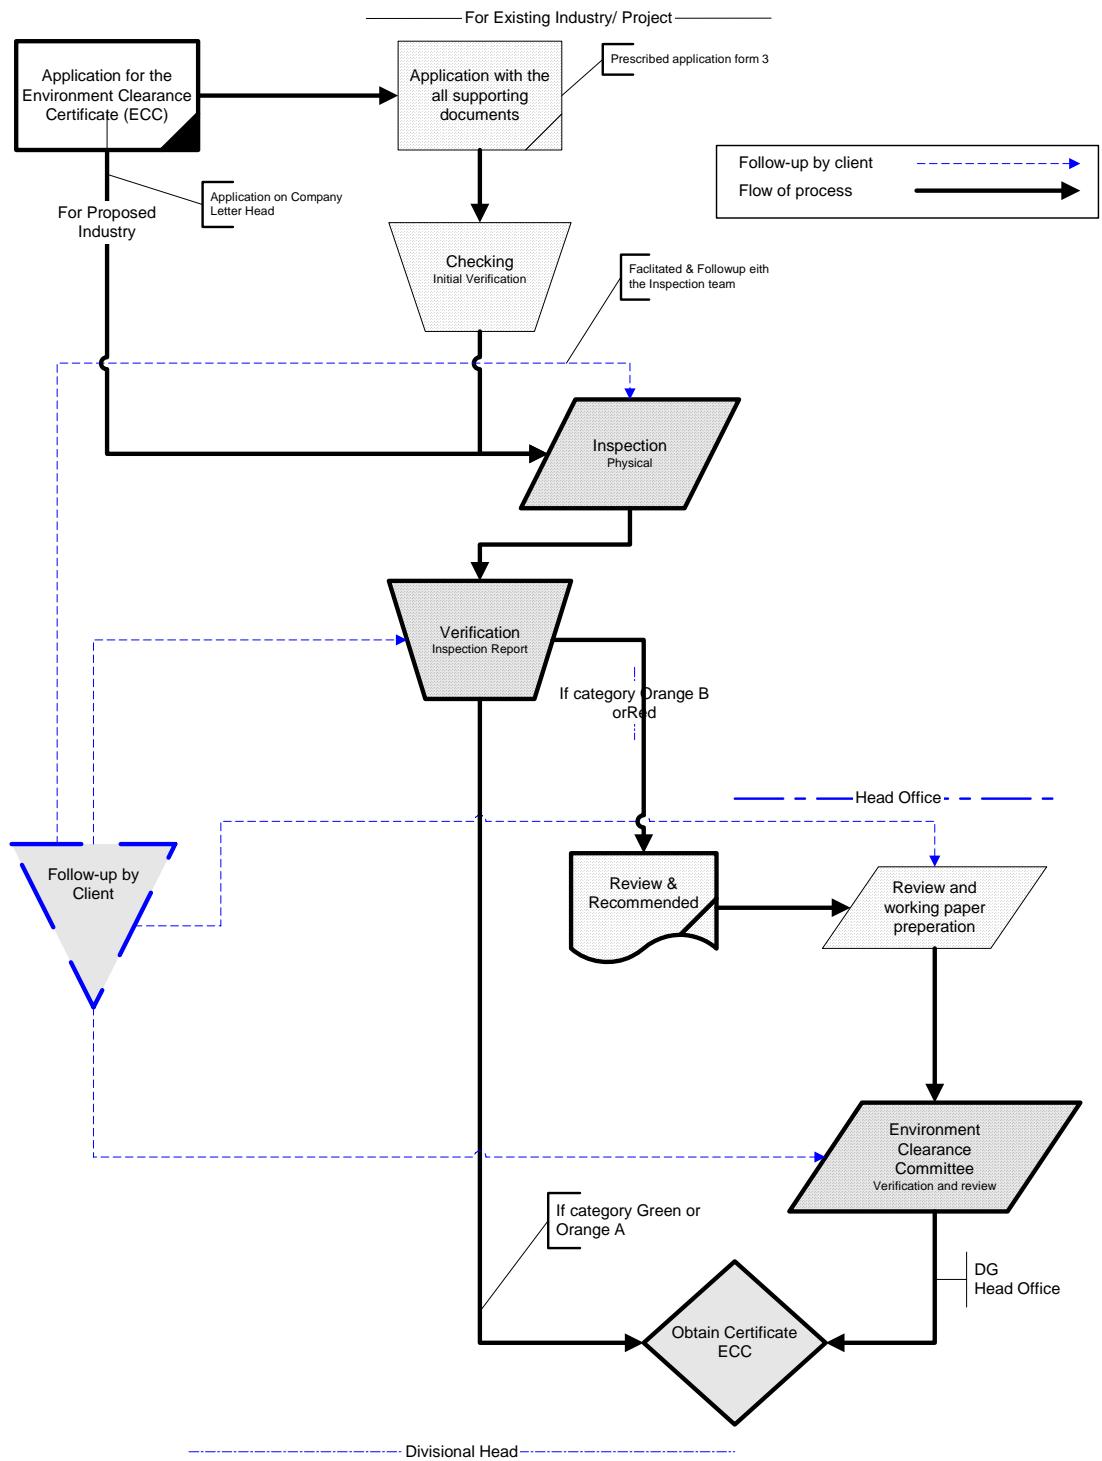 For Existing Industry/ Project
Application for the
Environment Clearance
Certificate (ECC)
Application with the
all supporting
documents
Prescribed application form 3
Follow-up by client
Flow of process
Application on Company
Letter Head
For Proposed
Industry
Checking
Initial Verification
Faclitated & Followup eith
the Inspection team
Inspection
Physical
Verification
Inspection Report
If category Orange B
orRed
Head Office
Follow-up by
Client
Review &
Recommended
Review and
working paper
preperation
Environment
Clearance
Committee
Verification and review
If category Green or
Orange A
DG
Head Office
Obtain Certificate
ECC
Divisional Head